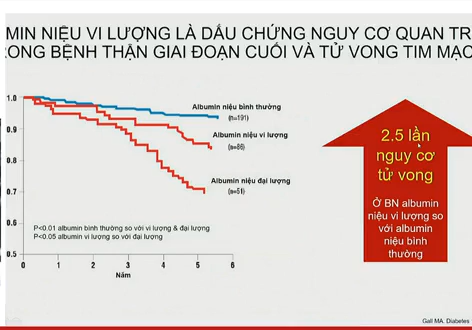 MIN NIỆU VI LƯỢNG LÀ DẤU CHỨNG NGUY CƠ QUAN TR
RONG BỆNH THẬN GIAI ĐOẠN CUỐI VÀ TỬ VONG TIM MẠC
1.0
0.9
0.8
0.7
0.6
0.5
Albumin niệu bình thường
(n=191)
Albumin niệu vi lượng
(n=86)
Albumin niệu đại lượng
(n=51)
P<0.01 albumin bình thường so với vi lượng & đại lượng
P<0.05 albumin vi lượng so với đại lượng
0 1 2 3 4 5 6
Năm
2.5 lần
nguy cơ
tử vong
Ở BN albumin
niệu vi lượng so
với albumin
niệu bình
thường
Gall MA. Diabetes